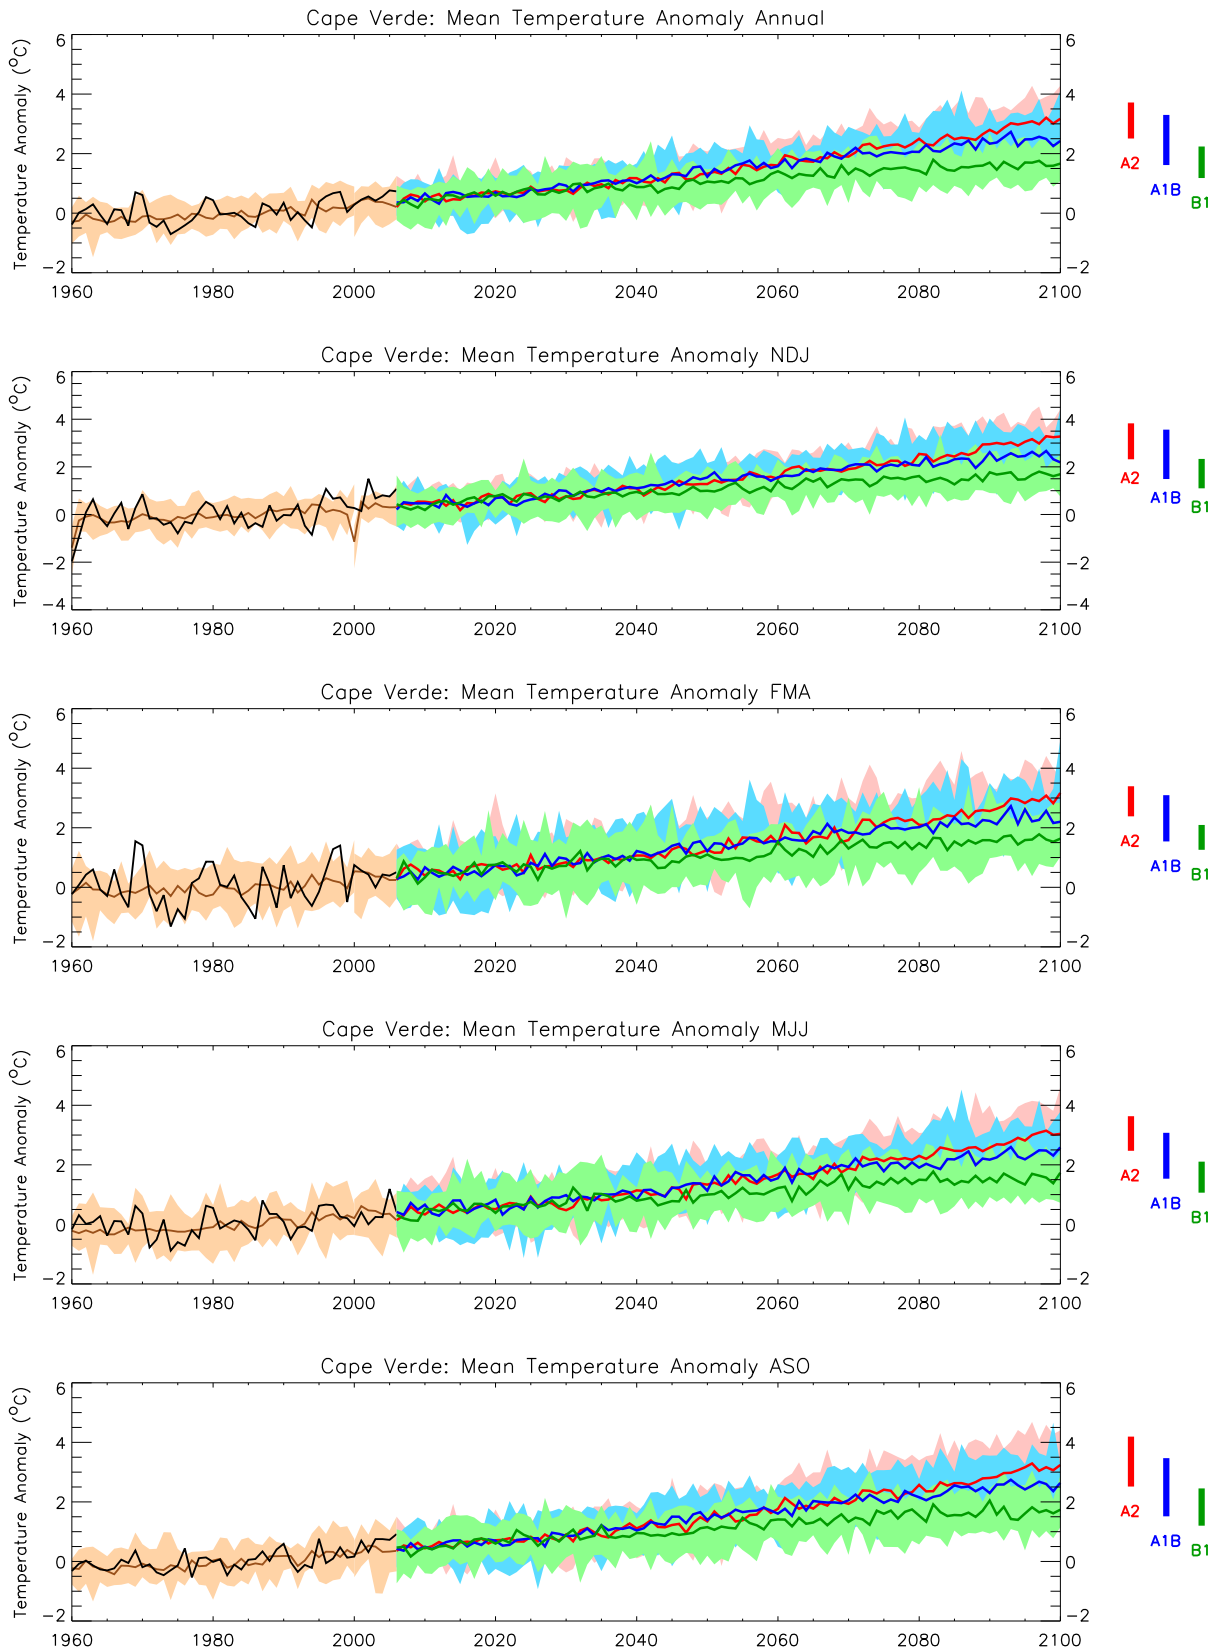 Cape Verde: Mean Temperature Anomaly Annual
Temperature Anomaly (°C)
6 4 2 0 −2
6 4 2 0 −2
1960 1980 2000 2020 2040 2060 2080 2100
A2
A1B
B1
Cape Verde: Mean Temperature Anomaly NDJ
Temperature Anomaly (°C)
6 4 2 0 −2 −4
6 4 2 0 −2 −4
1960 1980 2000 2020 2040 2060 2080 2100
A2
A1B
B1
Cape Verde: Mean Temperature Anomaly FMA
Temperature Anomaly (°C)
6 4 2 0 −2
6 4 2 0 −2
1960 1980 2000 2020 2040 2060 2080 2100
A2
A1B
B1
Cape Verde: Mean Temperature Anomaly MJJ
Temperature Anomaly (°C)
6 4 2 0 −2
6 4 2 0 −2
1960 1980 2000 2020 2040 2060 2080 2100
A2
A1B
B1
Cape Verde: Mean Temperature Anomaly ASO
Temperature Anomaly (°C)
6 4 2 0 −2
6 4 2 0 −2
1960 1980 2000 2020 2040 2060 2080 2100
A2
A1B
B1